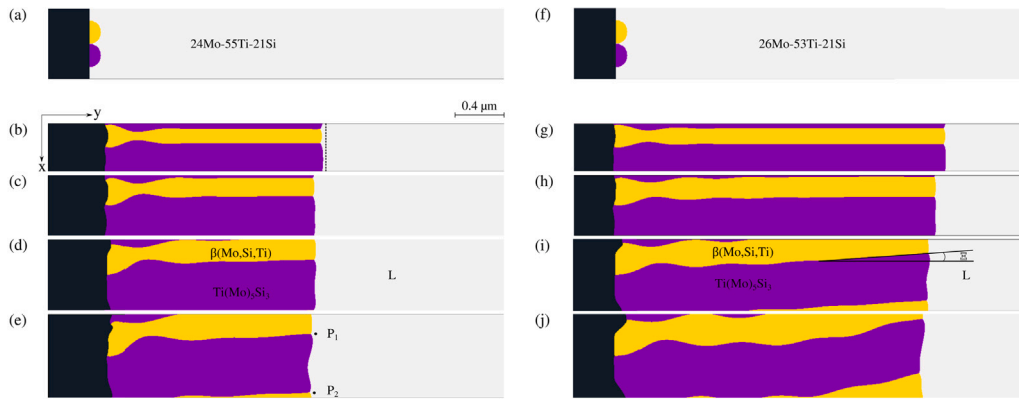 (a)
24Mo-55Ti-21Si
(f)
26Mo-53Ti-21Si
y
0.4 μm
(b)
x
(g)
(c)
(h)
(d)
β(Mo,Si,Ti)
L
Ti(Mo)5Si3
(i)
β(Mo,Si,Ti)
Ξ
L
Ti(Mo)5Si3
(e)
P1
P2
(j)